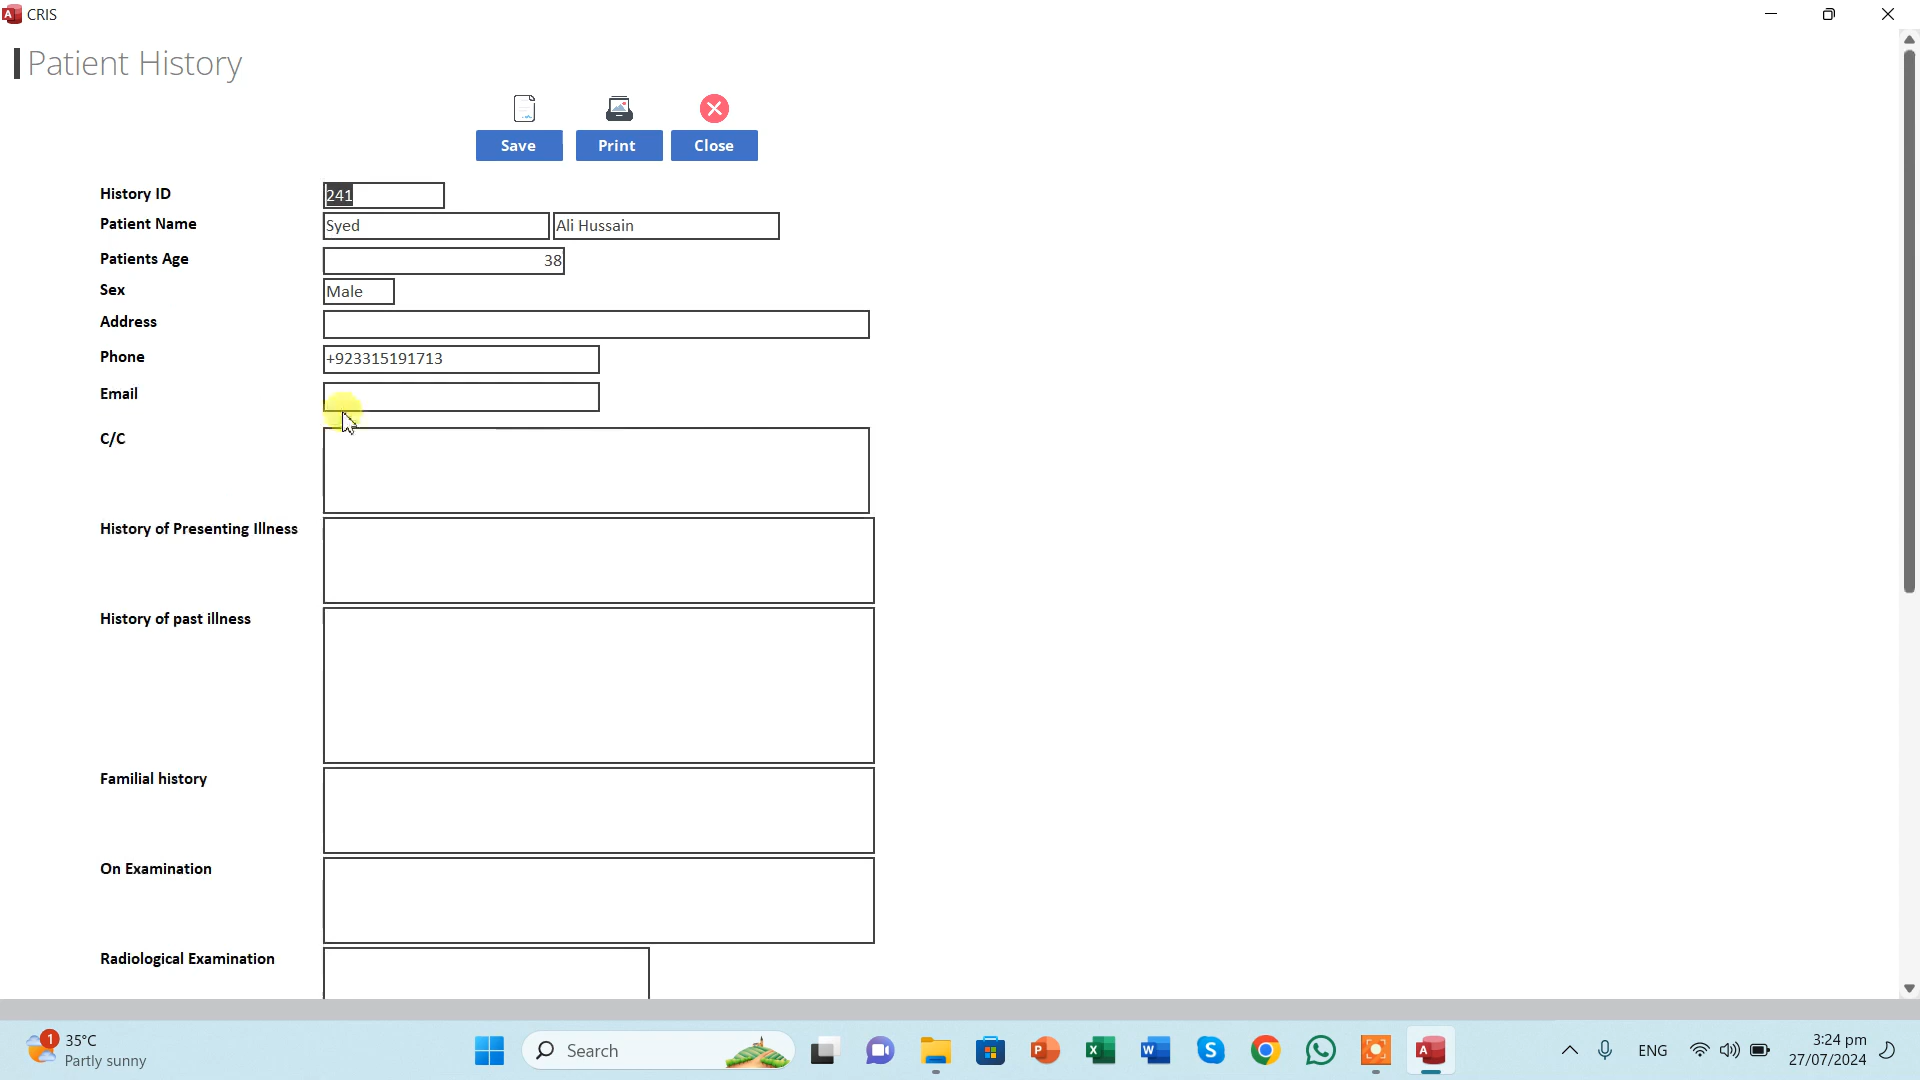 CRIS
Patient History
Save Print Close
History ID 241
Patient Name Syed Ali Hussain
Patients Age 38
Sex Male
Address
Phone +923315191713
Email
C/C
History of Presenting Illness
History of past illness
Familial history
On Examination
Radiological Examination
1 35°C
Partly sunny
Search
ENG
3:24 pm
27/07/2024